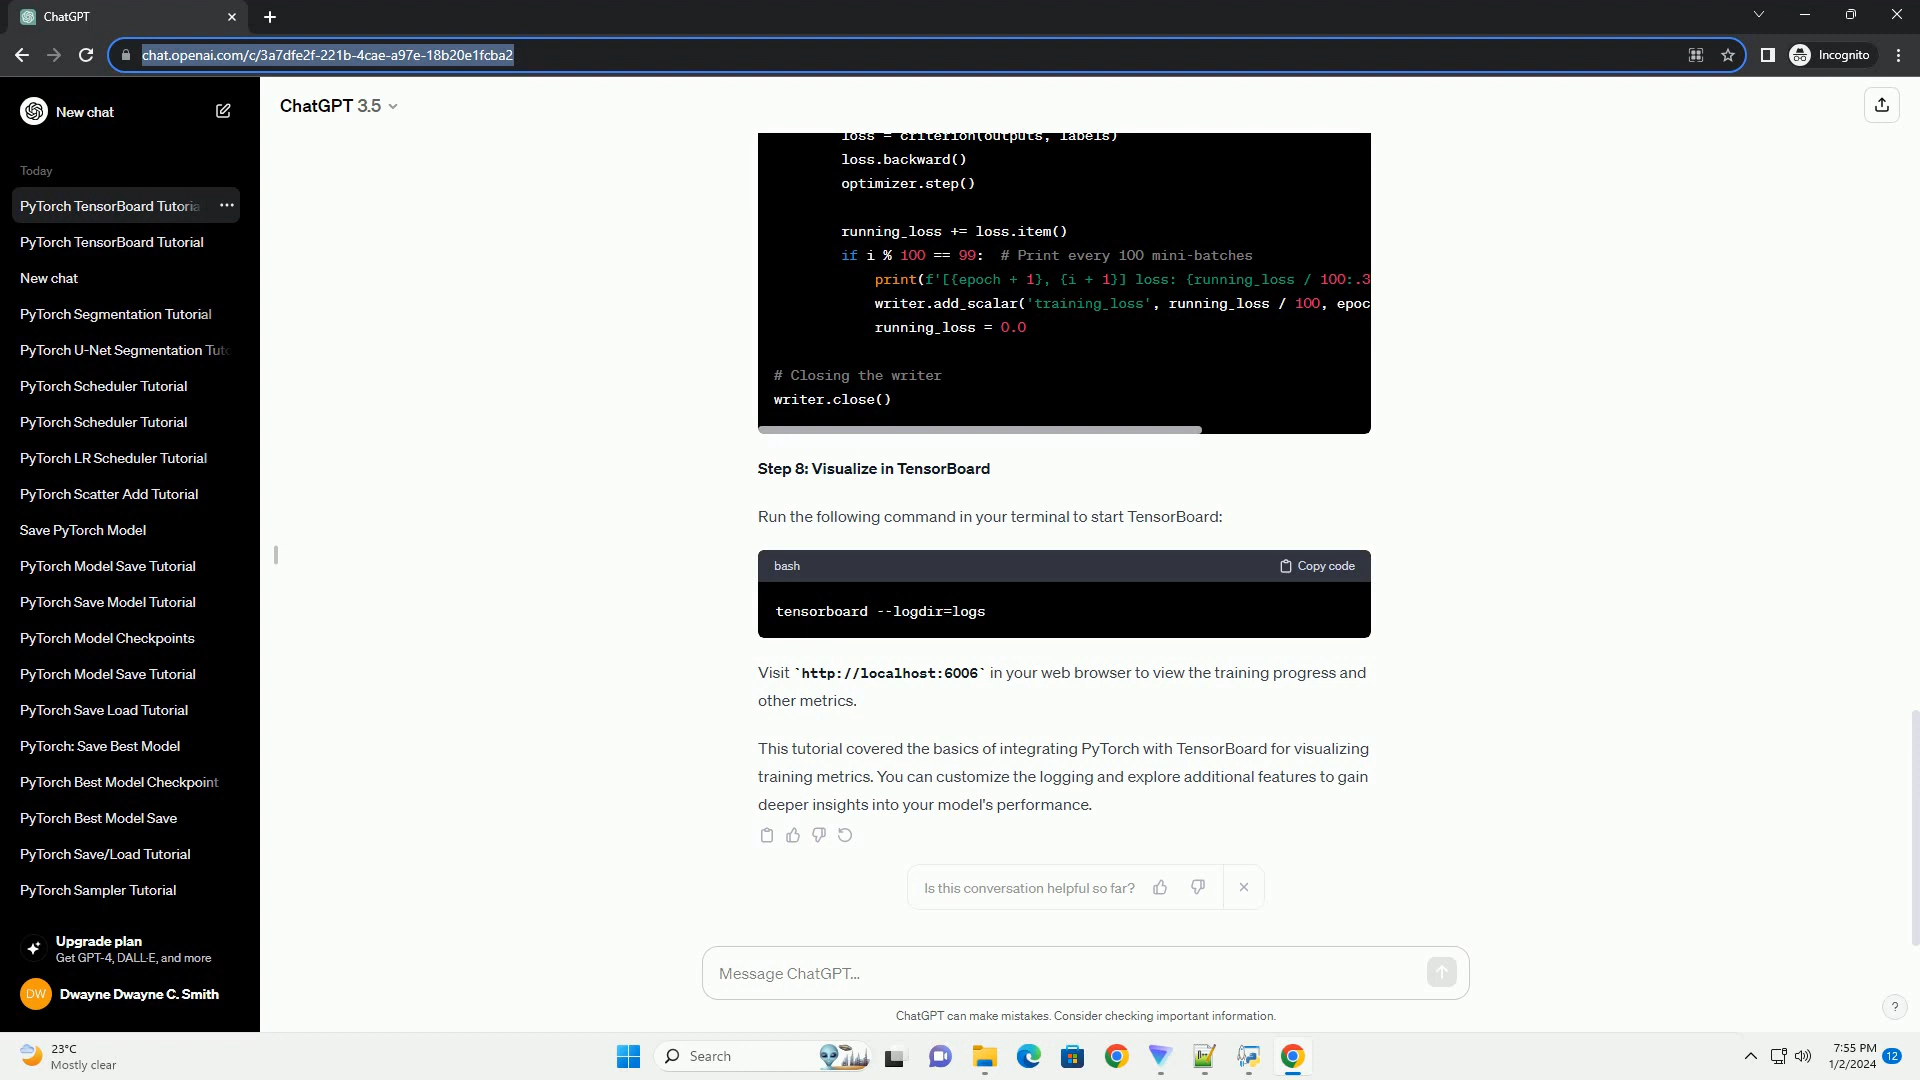 ChatGPT
chat.openai.com/c/3a7dfe2f-221b-4cae-a97e-18b20e1fcba2
Incognito
New chat
Today
PyTorch TensorBoard Tutoria
PyTorch TensorBoard Tutorial
New chat
PyTorch Segmentation Tutorial
PyTorch U-Net Segmentation Tuto
PyTorch Scheduler Tutorial
PyTorch Scheduler Tutorial
PyTorch LR Scheduler Tutorial
PyTorch Scatter Add Tutorial
Save PyTorch Model
PyTorch Model Save Tutorial
PyTorch Save Model Tutorial
PyTorch Model Checkpoints
PyTorch Model Save Tutorial
PyTorch Save Load Tutorial
PyTorch: Save Best Model
PyTorch Best Model Checkpoint
PyTorch Best Model Save
PyTorch Save/Load Tutorial
PyTorch Sampler Tutorial
Upgrade plan
Get GPT-4, DALL·E, and more
DW
Dwayne Dwayne C. Smith
ChatGPT 3.5
loss = criterion(outputs, labels)
loss.backward()
optimizer.step()
running_loss += loss.item()
if i % 100 == 99:  # Print every 100 mini-batches
print(f'[{epoch + 1}, {i + 1}] loss: {running_loss / 100:.3
writer.add_scalar('training_loss', running_loss / 100, epoc
running_loss = 0.0
# Closing the writer
writer.close()
Step 8: Visualize in TensorBoard
Run the following command in your terminal to start TensorBoard:
bash
Copy code
tensorboard --logdir=logs
Visit `http://localhost:6006` in your web browser to view the training progress and
other metrics.
This tutorial covered the basics of integrating PyTorch with TensorBoard for visualizing
training metrics. You can customize the logging and explore additional features to gain
deeper insights into your model's performance.
Is this conversation helpful so far?
Message ChatGPT...
ChatGPT can make mistakes. Consider checking important information.
?
23°C
Mostly clear
Search
7:55 PM
1/2/2024
12